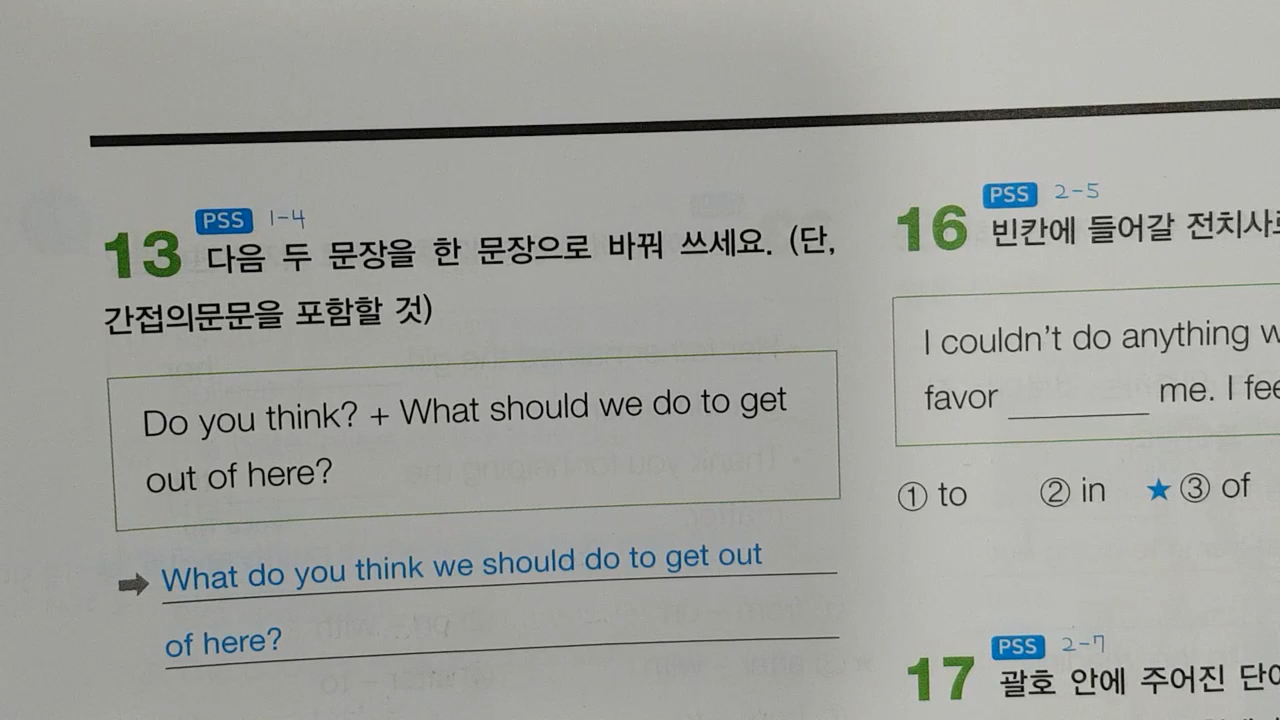 PSS 1-4
13 다음 두 문장을 한 문장으로 바꿔 쓰세요. (단,
간접의문문을 포함할 것)
Do you think? + What should we do to get
out of here?
➡ What do you think we should do to get out
of here?
PSS 2-5
16 빈칸에 들어갈 전치사로
I couldn't do anything w
favor ________ me. I fee
① to ② in ★ ③ of
PSS 2-7
17 괄호 안에 주어진 단어